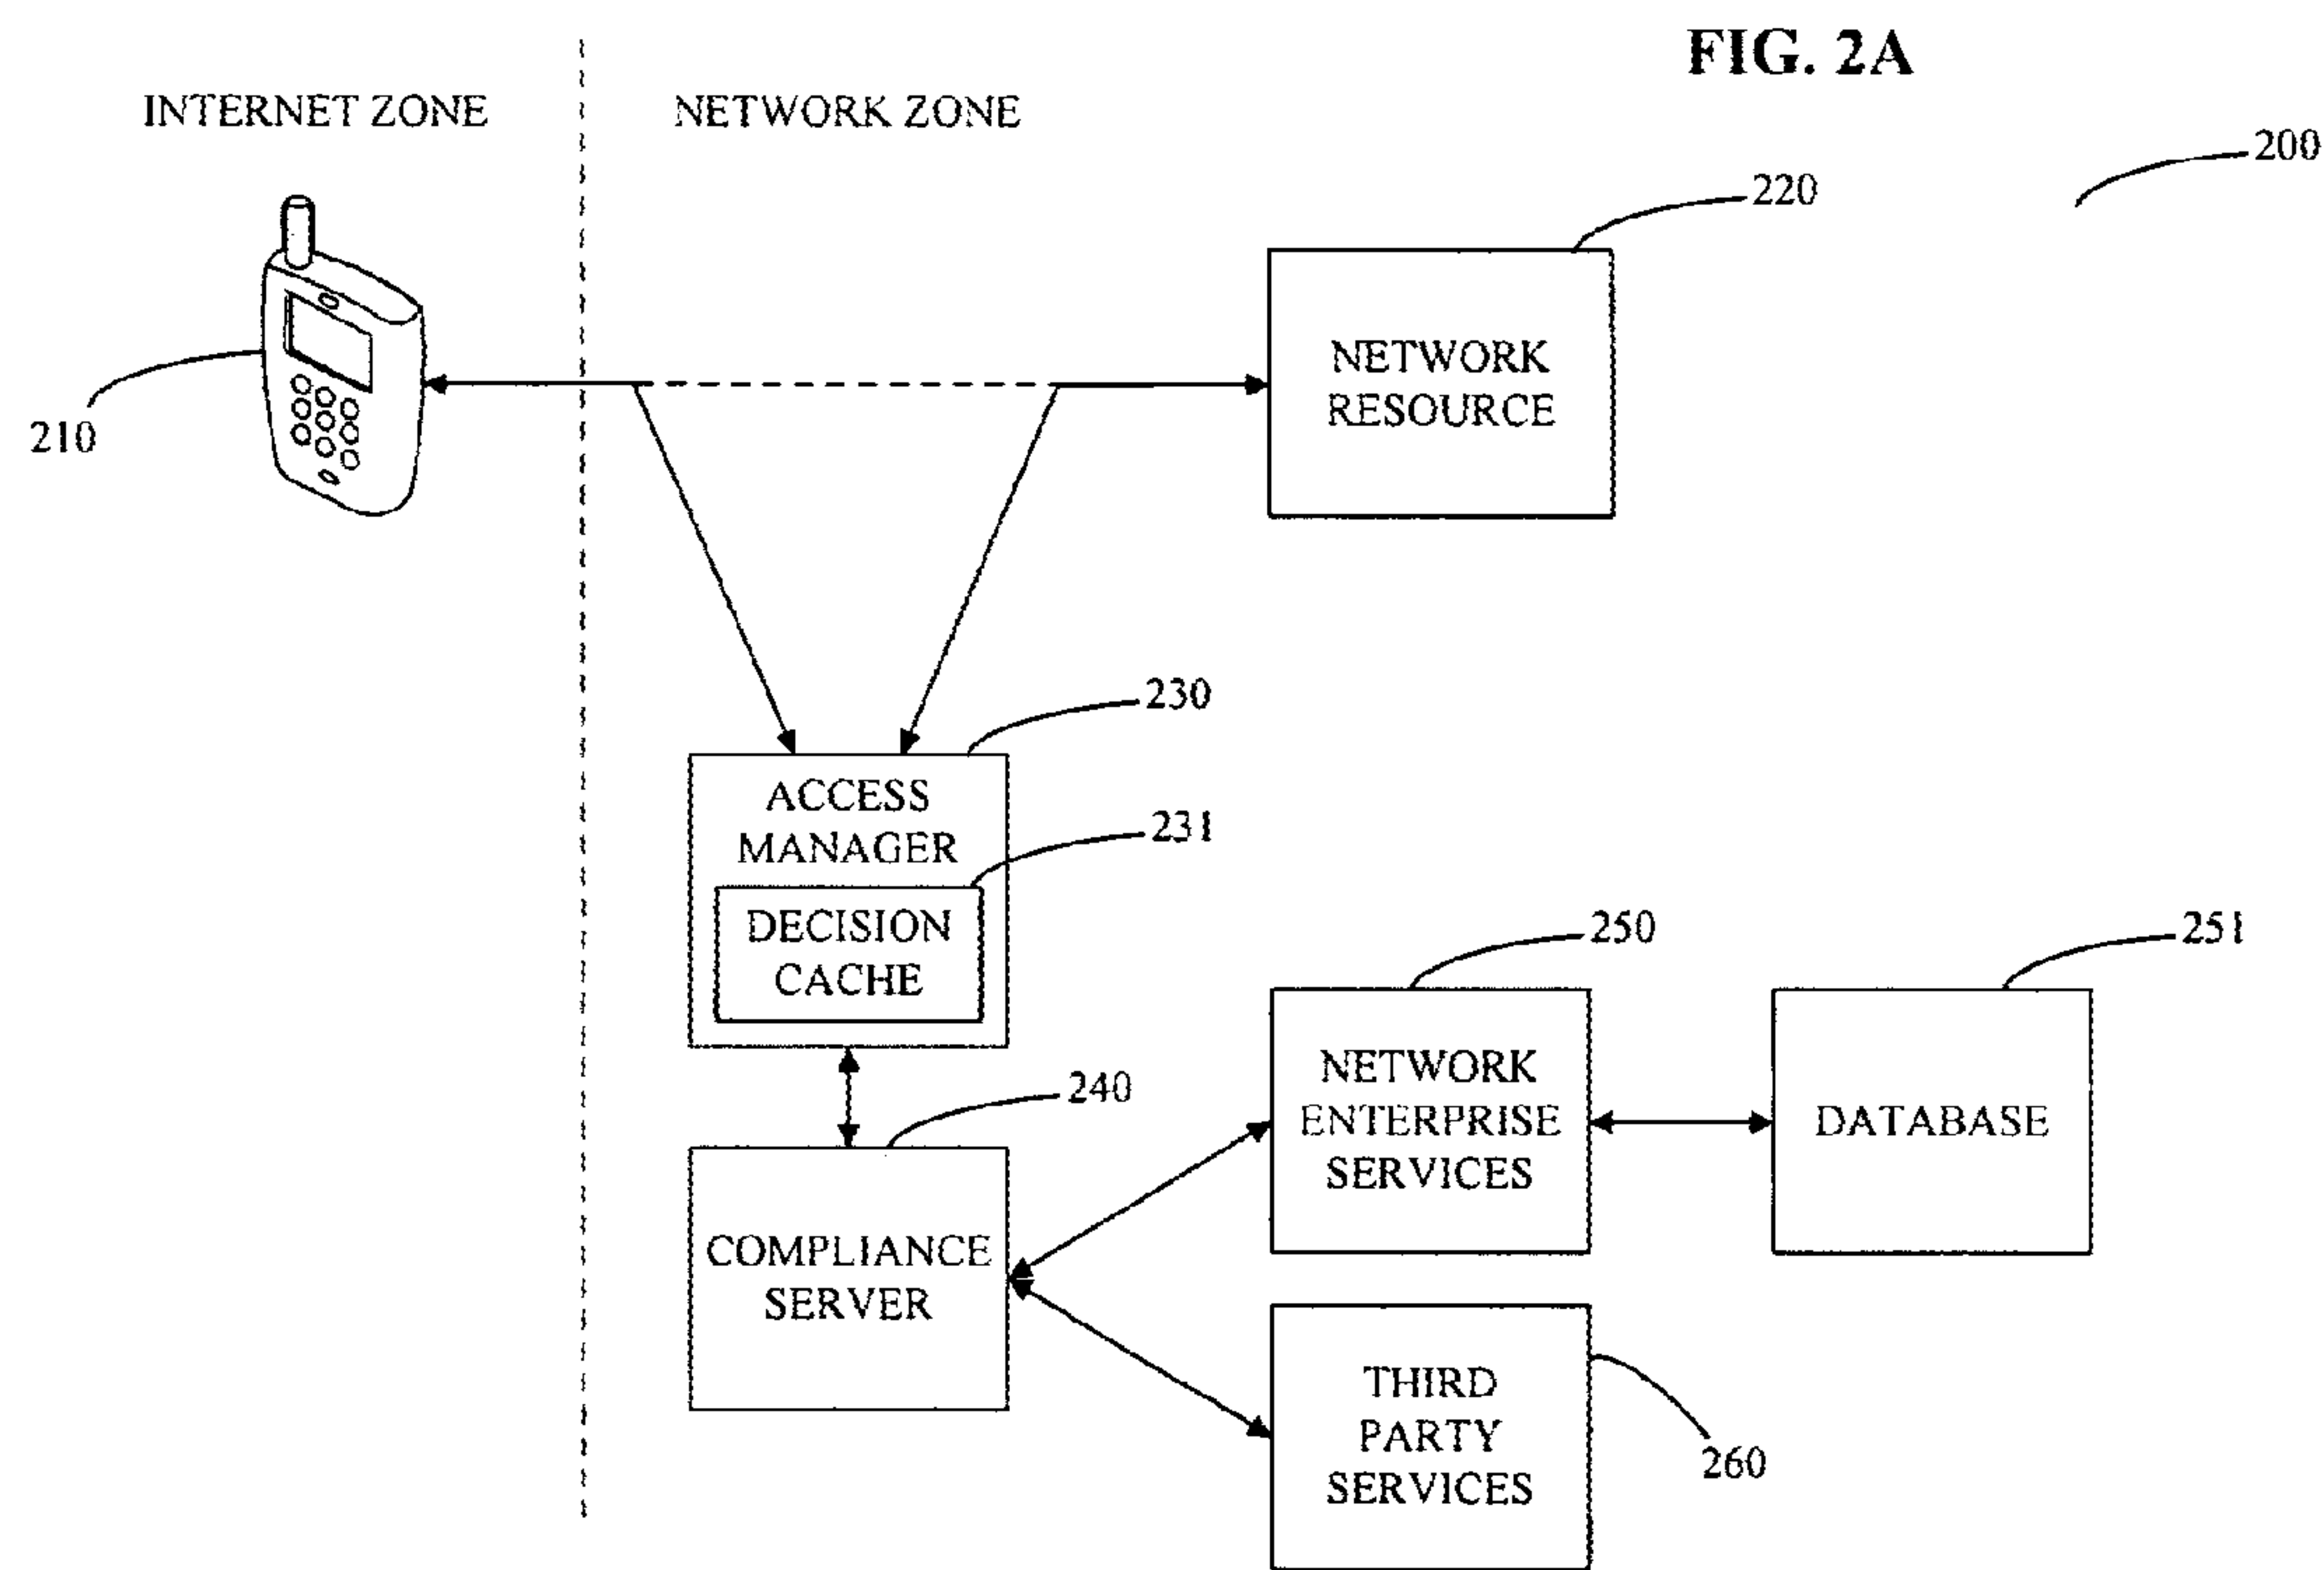 FIG. 2A
INTERNET ZONE
NETWORK ZONE
200
220
NETWORK
RESOURCE
210
230
ACCESS
MANAGER
231
DECISION
CACHE
250
251
NETWORK
ENTERPRISE
SERVICES
DATABASE
240
COMPLIANCE
SERVER
THIRD
PARTY
SERVICES
260